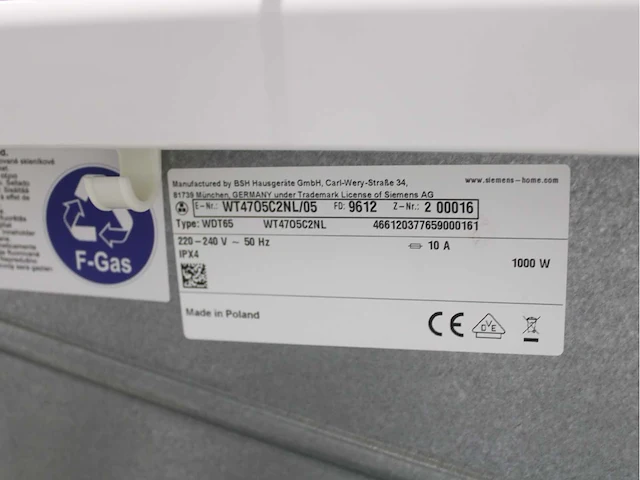 Manufactured by BSH Hausgeräte GmbH, Carl-Wery-Straße 34,
81739 München, GERMANY under Trademark License of Siemens AG
www.siemens-home.com
E-Nr.: WT47O5C2NL/05 FD: 9612 Z-Nr.: 2 00016
Type: WDT65 WT47O5C2NL 466120377659000161
220-240 V ~ 50 Hz 10 A
IPX4 1000 W
Made in Poland
CE DVE
F-Gas